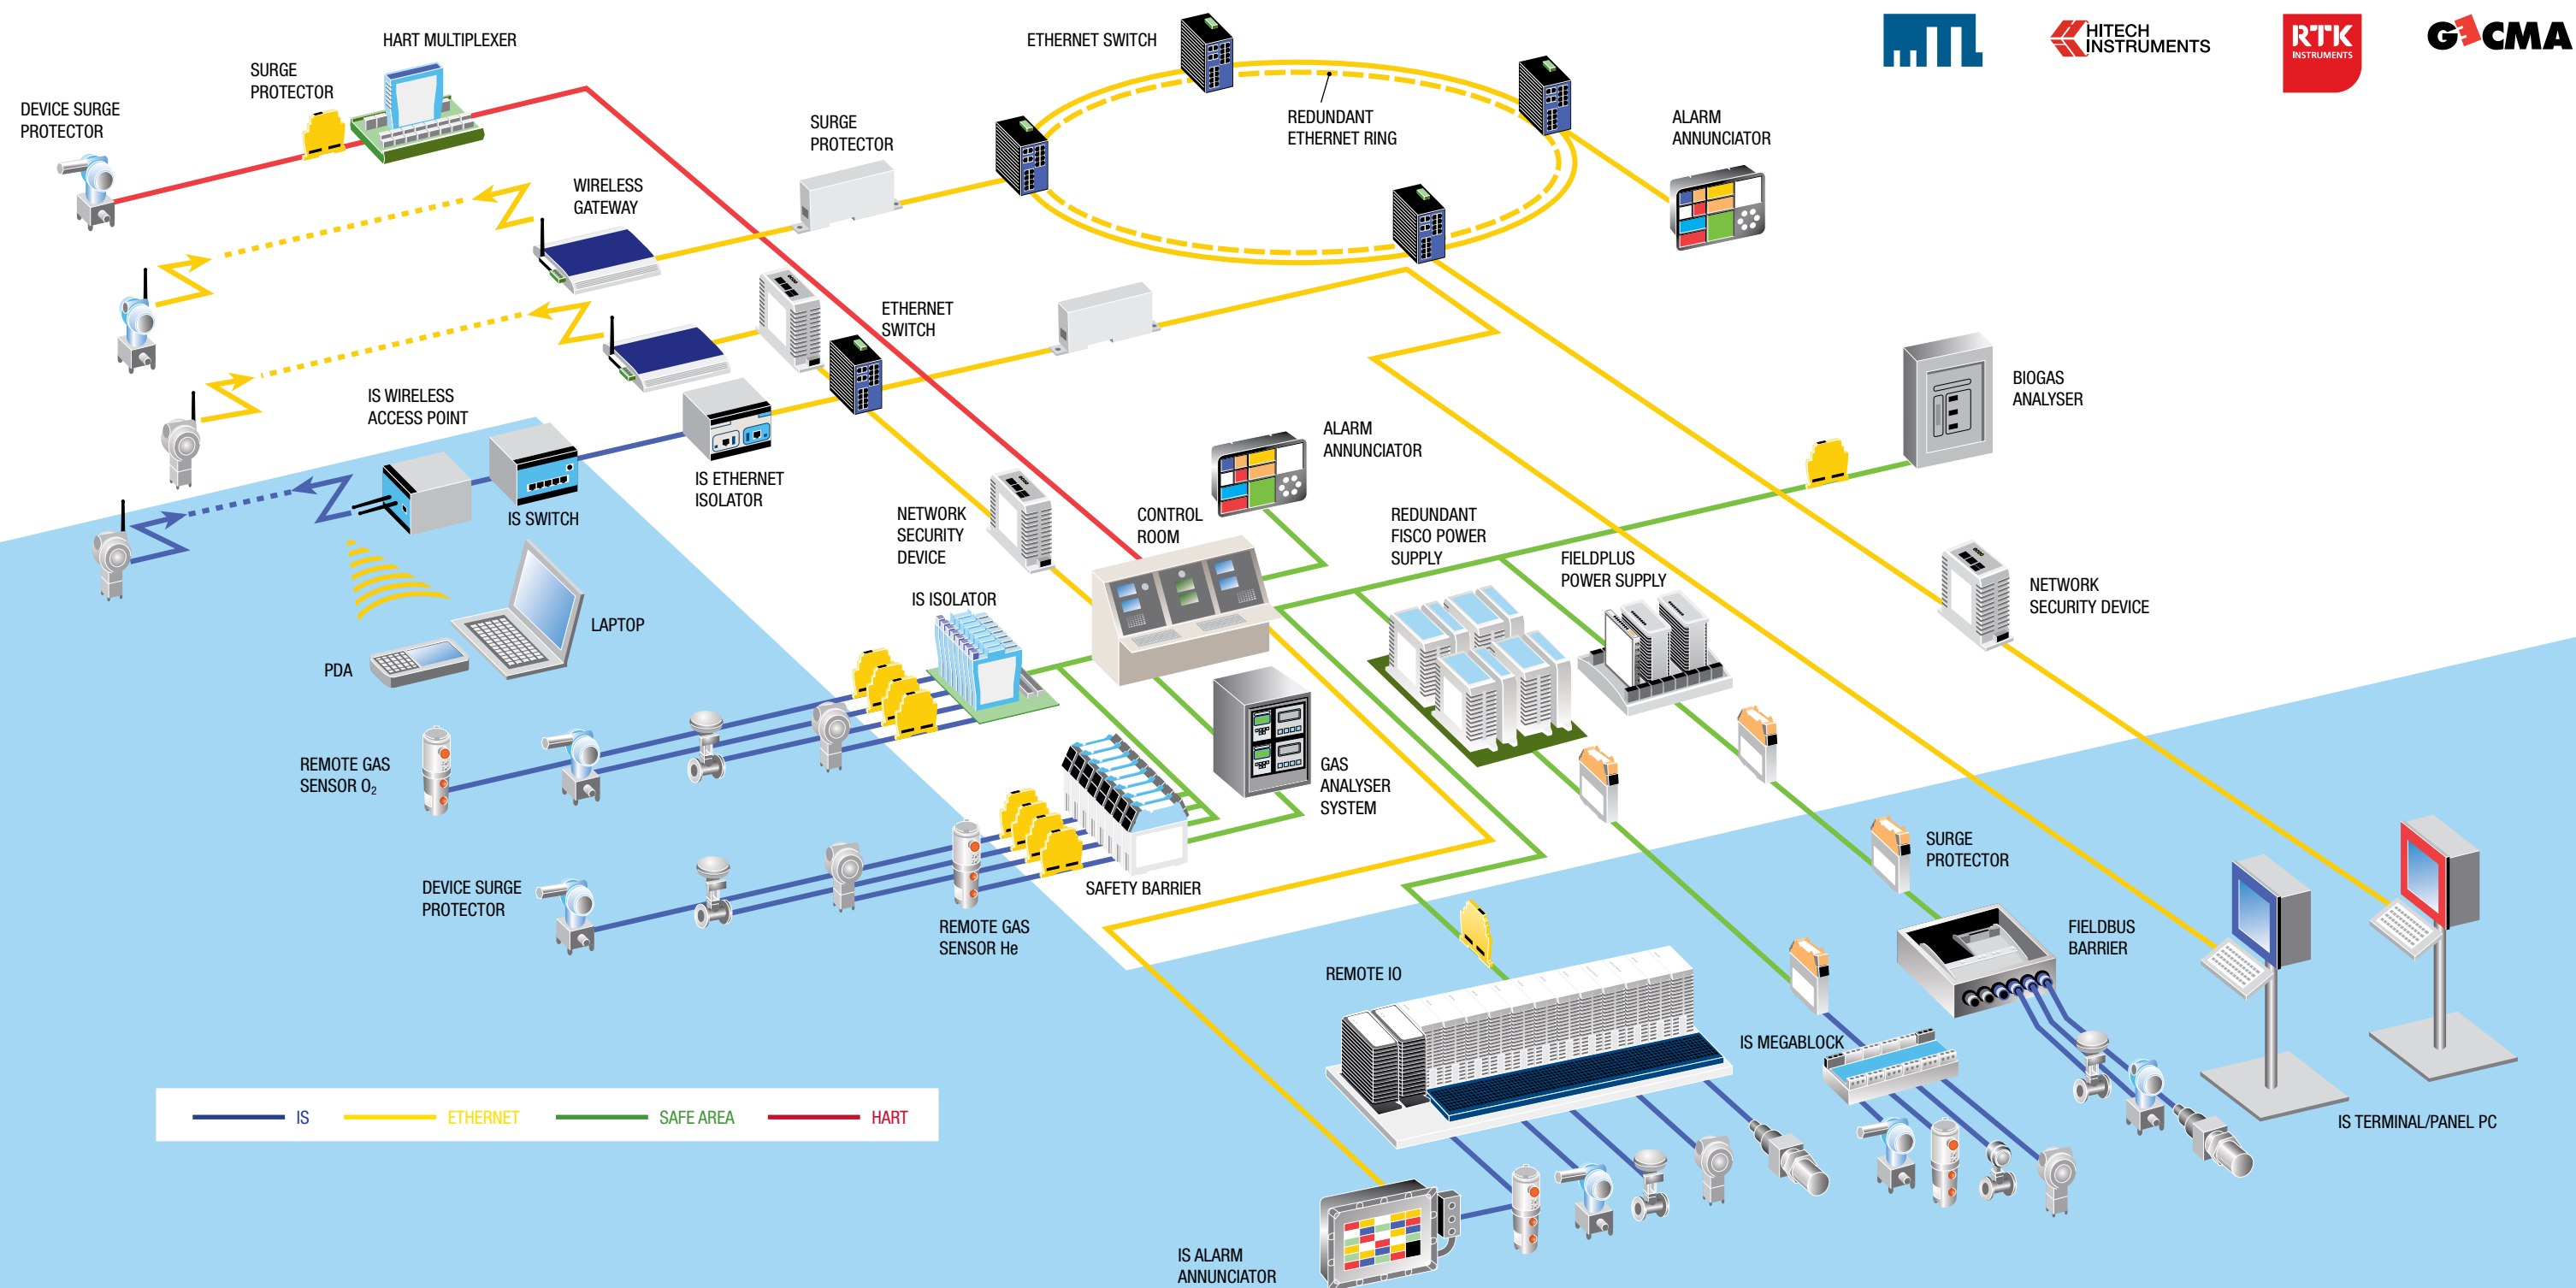 HART MULTIPLEXER
SURGE
PROTECTOR
DEVICE SURGE
PROTECTOR
ETHERNET SWITCH
REDUNDANT
ETHERNET RING
SURGE
PROTECTOR
ALARM
ANNUNCIATOR
MTL
HITECH
INSTRUMENTS
RTK
INSTRUMENTS
GECMA
WIRELESS
GATEWAY
ETHERNET
SWITCH
IS WIRELESS
ACCESS POINT
IS SWITCH
IS ETHERNET
ISOLATOR
BIOGAS
ANALYSER
ALARM
ANNUNCIATOR
NETWORK
SECURITY
DEVICE
CONTROL
ROOM
REDUNDANT
FISCO POWER
SUPPLY
FIELDPLUS
POWER SUPPLY
NETWORK
SECURITY DEVICE
IS ISOLATOR
LAPTOP
PDA
REMOTE GAS
SENSOR O₂
GAS
ANALYSER
SYSTEM
SURGE
PROTECTOR
DEVICE SURGE
PROTECTOR
SAFETY BARRIER
REMOTE GAS
SENSOR He
REMOTE IO
FIELDBUS
BARRIER
IS MEGABLOCK
IS TERMINAL/PANEL PC
IS
ETHERNET
SAFE AREA
HART
IS ALARM
ANNUNCIATOR